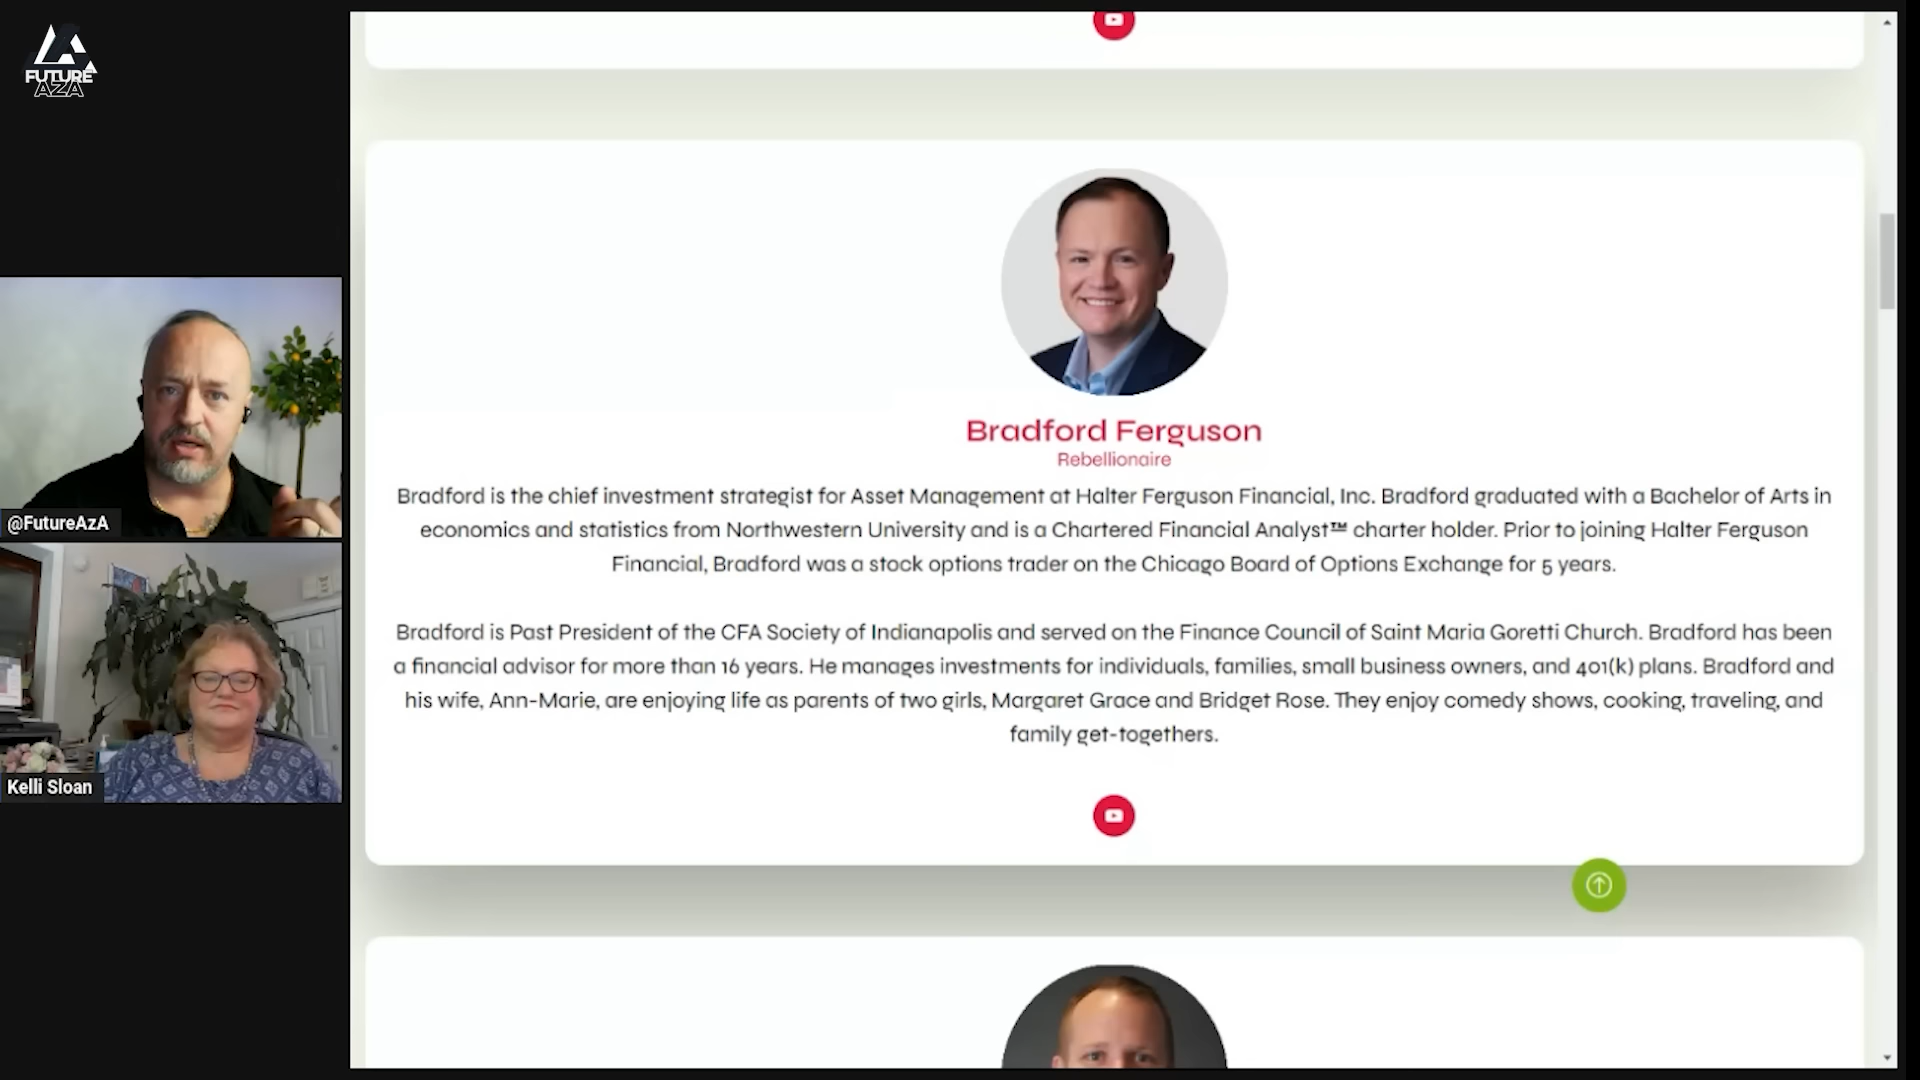 FUTURE
AZA
@FutureAzA
Kelli Sloan
Bradford Ferguson
Rebellionaire
Bradford is the chief investment strategist for Asset Management at Halter Ferguson Financial, Inc. Bradford graduated with a Bachelor of Arts in
economics and statistics from Northwestern University and is a Chartered Financial Analyst™ charter holder. Prior to joining Halter Ferguson
Financial, Bradford was a stock options trader on the Chicago Board of Options Exchange for 5 years.
Bradford is Past President of the CFA Society of Indianapolis and served on the Finance Council of Saint Maria Goretti Church. Bradford has been
a financial advisor for more than 16 years. He manages investments for individuals, families, small business owners, and 401(k) plans. Bradford and
his wife, Ann-Marie, are enjoying life as parents of two girls, Margaret Grace and Bridget Rose. They enjoy comedy shows, cooking, traveling, and
family get-togethers.